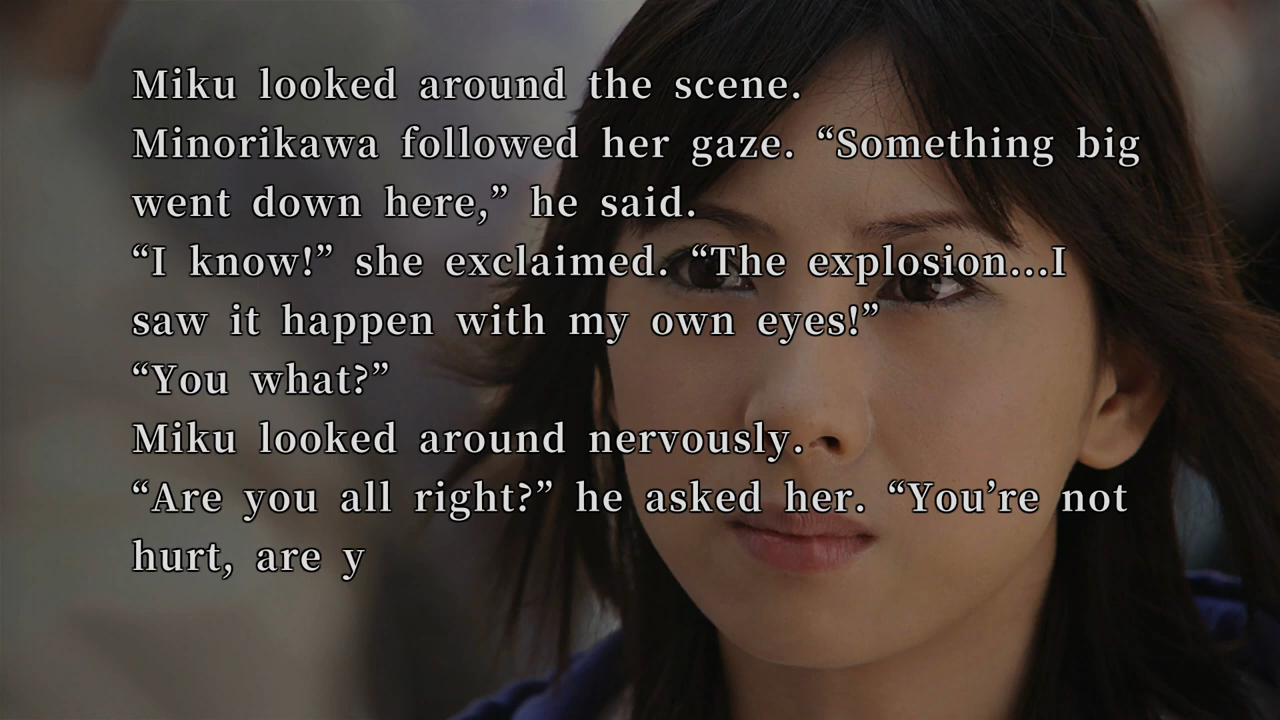 Miku looked around the scene.
Minorikawa followed her gaze. “Something big
went down here,” he said.
“I know!” she exclaimed. “The explosion...I
saw it happen with my own eyes!”
“You what?”
Miku looked around nervously.
“Are you all right?” he asked her. “You’re not
hurt, are y